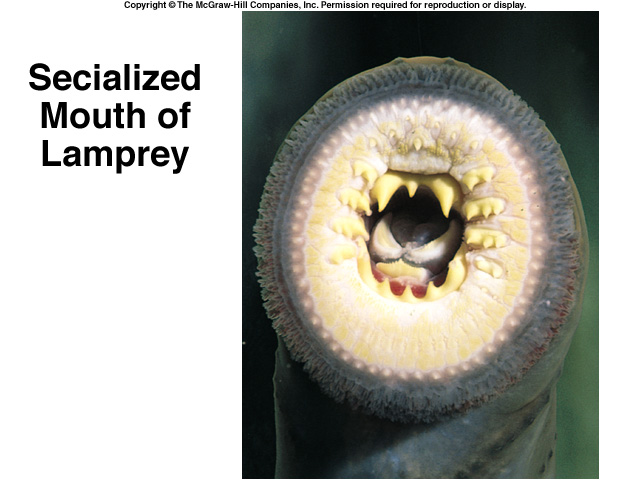 Copyright © The McGraw-Hill Companies, Inc. Permission required for reproduction or display.
Secialized
Mouth of
Lamprey